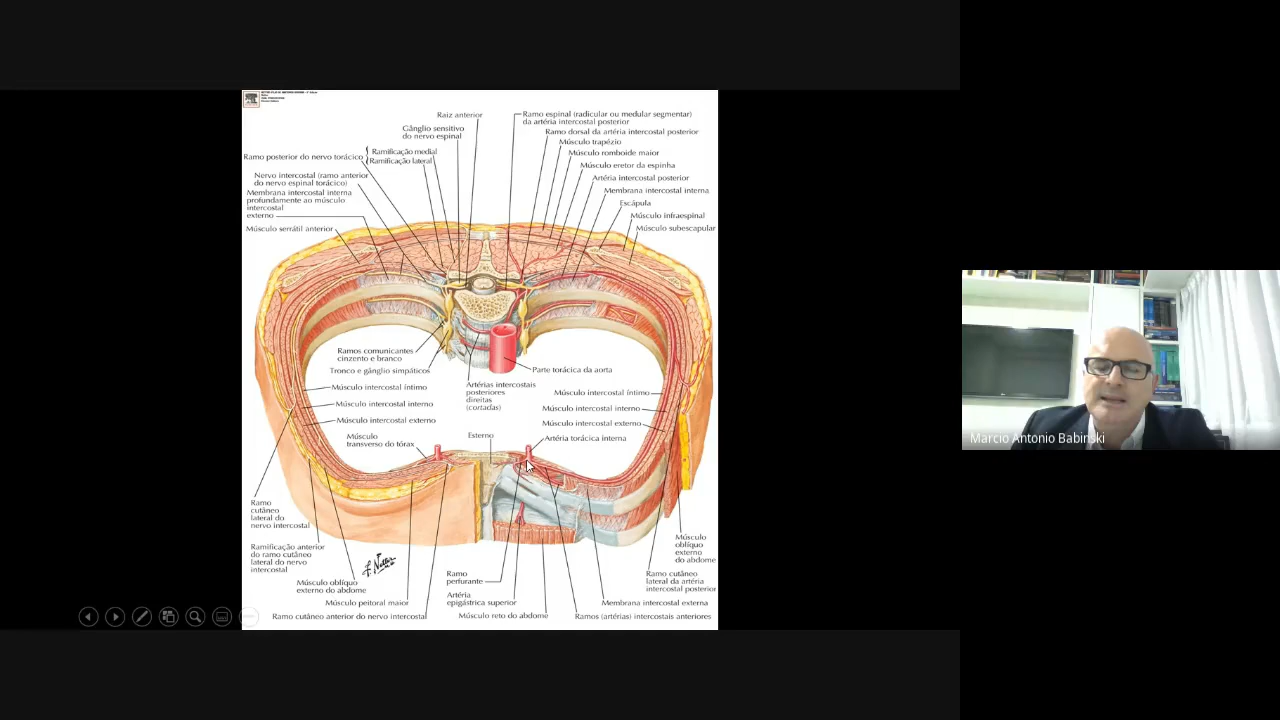 Raiz anterior
Gânglio sensitivo
do nervo espinal
Ramo posterior do nervo torácico
Ramificação medial
Ramificação lateral
Nervo intercostal (ramo anterior
do nervo espinal torácico)
Membrana intercostal interna
profundamente ao músculo
intercostal
externo
Músculo serrátil anterior
Ramo espinal (radicular ou medular segmentar)
da artéria intercostal posterior
Ramo dorsal da artéria intercostal posterior
Músculo trapézio
Músculo romboide maior
Músculo eretor da espinha
Artéria intercostal posterior
Membrana intercostal interna
Escápula
Músculo infraespinal
Músculo subescapular
Ramos comunicantes
cinzento e branco
Tronco e gânglio simpáticos
Músculo intercostal íntimo
Músculo intercostal interno
Músculo intercostal externo
Músculo
transverso do tórax
Artérias intercostais
posteriores
direitas
(cortadas)
Esterno
Parte torácica da aorta
Músculo intercostal íntimo
Músculo intercostal interno
Músculo intercostal externo
Artéria torácica interna
Marcio Antonio Babinski
Ramo
cutâneo
lateral do
nervo intercostal
Ramificação anterior
do ramo cutâneo
lateral do nervo
intercostal
Músculo oblíquo
externo do abdome
Músculo peitoral maior
Ramo cutâneo anterior do nervo intercostal
F. Netter
Ramo
perfurante
Artéria
epigástrica superior
Músculo reto do abdome
Músculo
oblíquo
externo
do abdome
Ramo cutâneo
lateral da artéria
intercostal posterior
Membrana intercostal externa
Ramos (artérias) intercostais anteriores